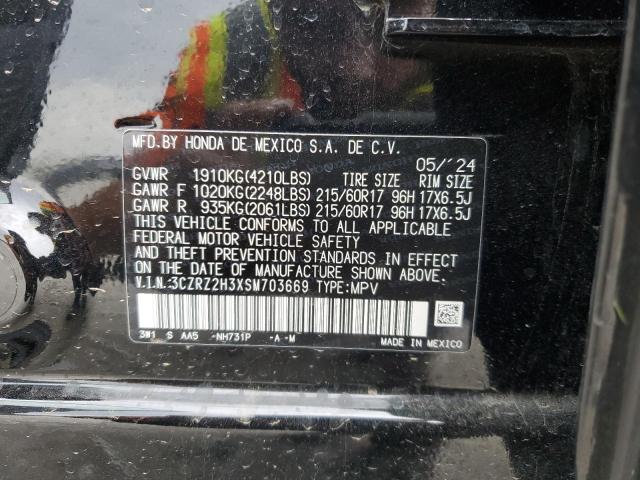 MFD.BY HONDA DE MEXICO S.A. DE C.V.
05/'24
GVWR 1910KG(4210LBS) TIRE SIZE RIM SIZE
GAWR F 1020KG(2248LBS) 215/60R17 96H 17X6.5J
GAWR R 935KG(2061LBS) 215/60R17 96H 17X6.5J
THIS VEHICLE CONFORMS TO ALL APPLICABLE
FEDERAL MOTOR VEHICLE SAFETY
AND THEFT PREVENTION STANDARDS IN EFFECT
ON THE DATE OF MANUFACTURE SHOWN ABOVE.
V.I.N.:3CZRZ2H3XSM703669 TYPE:MPV
3W1 S AA5 -NH731P -A -M
MADE IN MEXICO